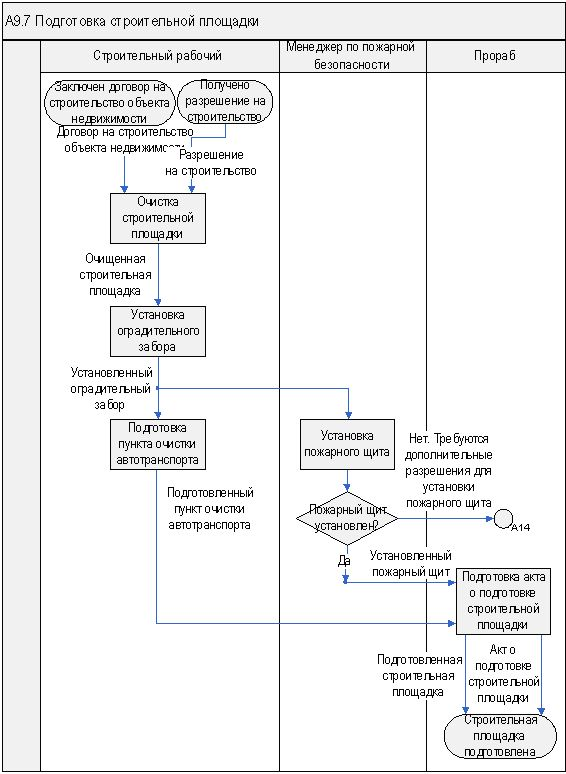 А9.7 Подготовка строительной площадки
Строительный рабочий
Менеджер по пожарной
безопасности
Прораб
Заключен договор на
строительство объекта
недвижимости
Получено
разрешение на
строительство
Договор на строительство
объекта недвижимости
Разрешение
на строительство
Очистка
строительной
площадки
Очищенная
строительная
площадка
Установка
оградительного
забора
Установленный
оградительный
забор
Подготовка
пункта очистки
автотранспорта
Установка
пожарного щита
Нет. Требуются
дополнительные
разрешения для
установки
пожарного щита
Подготовленный
пункт очистки
автотранспорта
Пожарный щит
установлен?
А14
Да
Установленный
пожарный щит
Подготовка акта
о подготовке
строительной
площадки
Подготовленная
строительная
площадка
Акт о
подготовке
строительной
площадки
Строительная
площадка
подготовлена